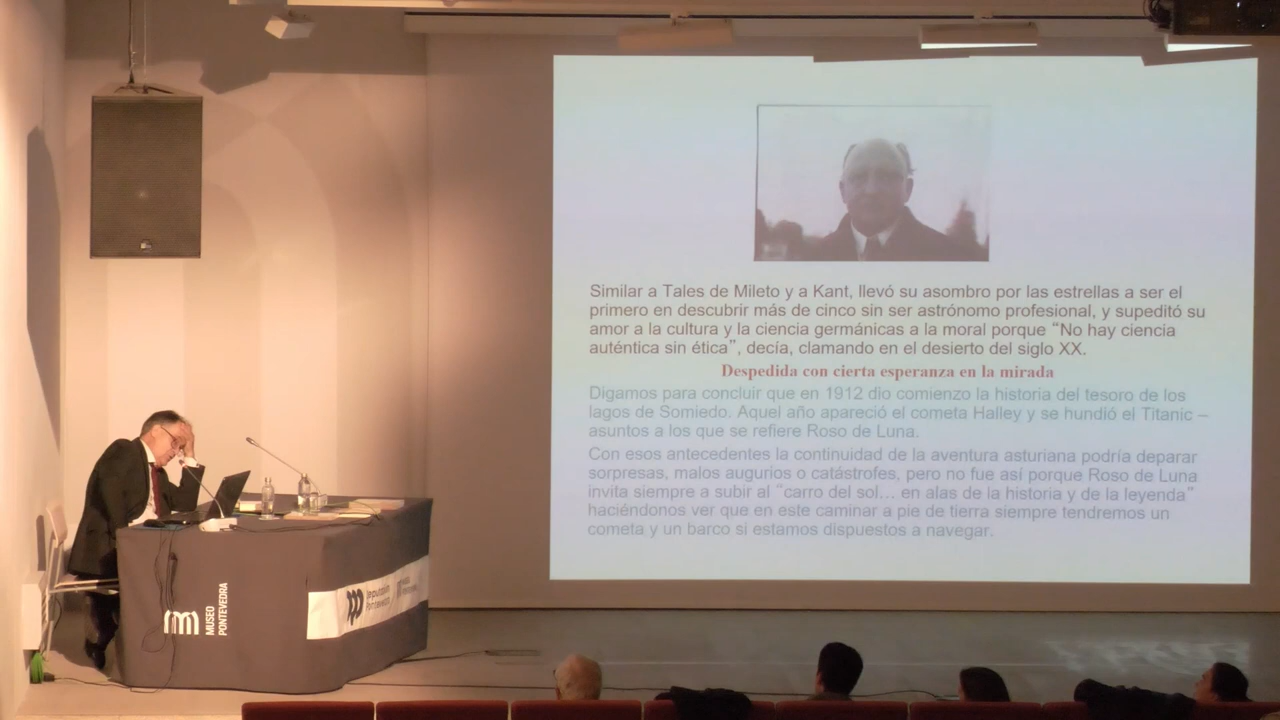 Similar a Tales de Mileto y a Kant, llevó su asombro por las estrellas a ser el
primero en descubrir más de cinco sin ser astrónomo profesional, y supeditó su
amor a la cultura y la ciencia germánicas a la moral porque “No hay ciencia
auténtica sin ética”, decía, clamando en el desierto del siglo XX.
Despedida con cierta esperanza en la mirada
Digamos para concluir que en 1912 dio comienzo la historia del tesoro de los
lagos de Somiedo. Aquel año apareció el cometa Halley y se hundió el Titanic –
asuntos a los que se refiere Roso de Luna.
Con esos antecedentes la continuidad de la aventura asturiana podría deparar
sorpresas, malos augurios o catástrofes, pero no fue así porque Roso de Luna
invita siempre a subir al “carro del sol... en alas de la historia y de la leyenda”
haciéndonos ver que en este caminar a pie de tierra siempre tendremos un
cometa y un barco si estamos dispuestos a navegar.
MUSEO
PONTEVEDRA
Deputación
Pontevedra